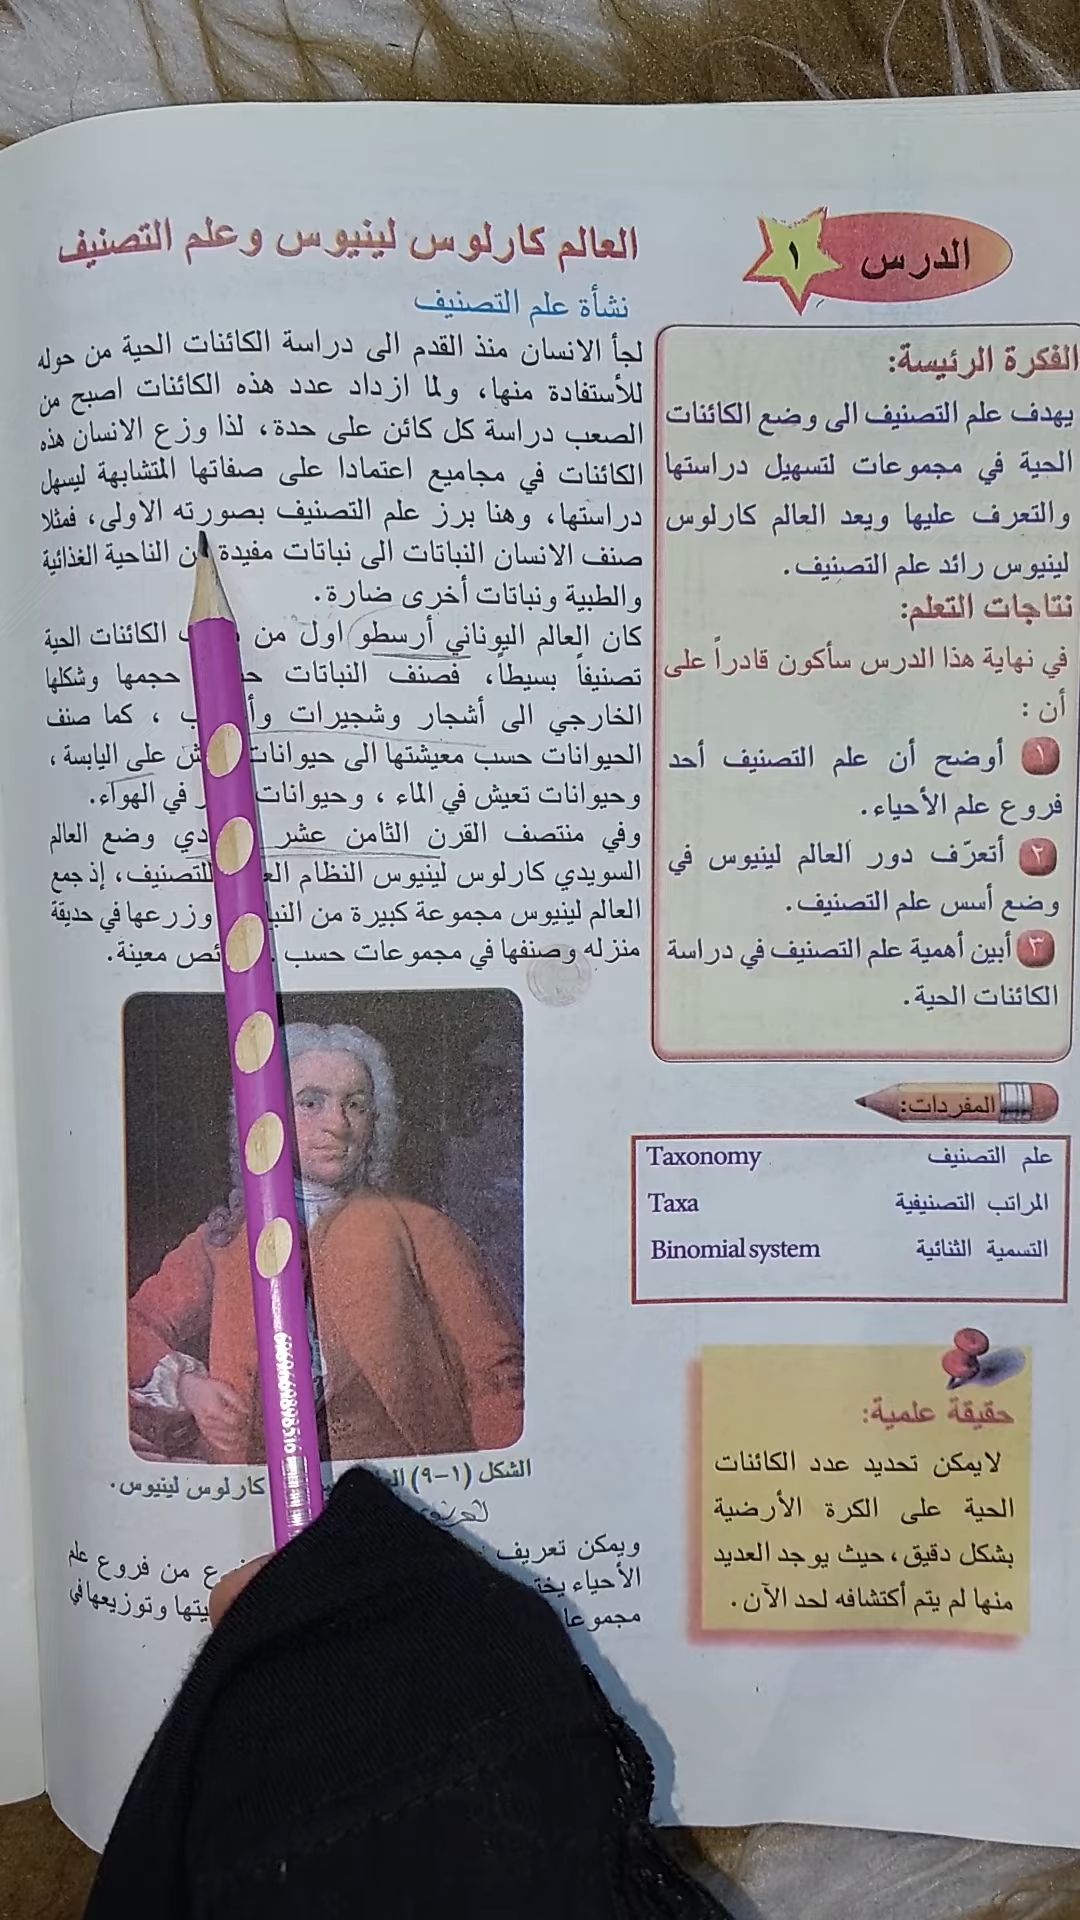 الدرس ١
العالم كارلوس لينيوس وعلم التصنيف
الفكرة الرئيسة:
يهدف علم التصنيف الى وضع الكائنات
الحية في مجموعات لتسهيل دراستها
والتعرف عليها ويعد العالم كارلوس
لينيوس رائد علم التصنيف.
نتاجات التعلم:
في نهاية هذا الدرس سأكون قادراً على
أن :
١ أوضح أن علم التصنيف أحد
فروع علم الأحياء.
٢ أتعرّف دور العالم لينيوس في
وضع أسس علم التصنيف.
٣ أبين أهمية علم التصنيف في دراسة
الكائنات الحية.
المفردات:
علم التصنيف Taxonomy
المراتب التصنيفية Taxa
التسمية الثنائية Binomial system
حقيقة علمية:
لايمكن تحديد عدد الكائنات
الحية على الكرة الأرضية
بشكل دقيق، حيث يوجد العديد
منها لم يتم أكتشافه لحد الآن.
نشأة علم التصنيف
لجأ الانسان منذ القدم الى دراسة الكائنات الحية من حوله
للأستفادة منها، ولما ازداد عدد هذه الكائنات اصبح من
الصعب دراسة كل كائن على حدة، لذا وزع الانسان هذه
الكائنات في مجاميع اعتمادا على صفاتها المتشابهة ليسهل
دراستها، وهنا برز علم التصنيف بصورته الاولى، فمثلا
صنف الانسان النباتات الى نباتات مفيدة الناحية الغذائية
والطبية ونباتات أخرى ضارة.
كان العالم اليوناني أرسطو اول من الكائنات الحية
تصنيفاً بسيطاً، فصنف النباتات حجمها وشكلها
الخارجي الى أشجار وشجيرات ، كما صنف
الحيوانات حسب معيشتها الى حيوانات على اليابسة ،
وحيوانات تعيش في الماء ، وحيوانات في الهواء.
وفي منتصف القرن الثامن عشر وضع العالم
السويدي كارلوس لينيوس النظام للتصنيف، إذ جمع
العالم لينيوس مجموعة كبيرة من وزرعها في حديقة
منزله وصنفها في مجموعات حسب معينة.
الشكل (١-٩) كارلوس لينيوس.
ويمكن تعريف من فروع علم
الأحياء
وتوزيعها في